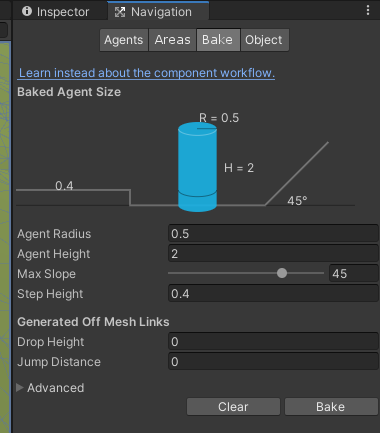 Inspector
Navigation
Agents
Areas
Bake
Object
Learn instead about the component workflow.
Baked Agent Size
R = 0.5
H = 2
0.4
45°
Agent Radius 0.5
Agent Height 2
Max Slope 45
Step Height 0.4
Generated Off Mesh Links
Drop Height 0
Jump Distance 0
Advanced
Clear
Bake